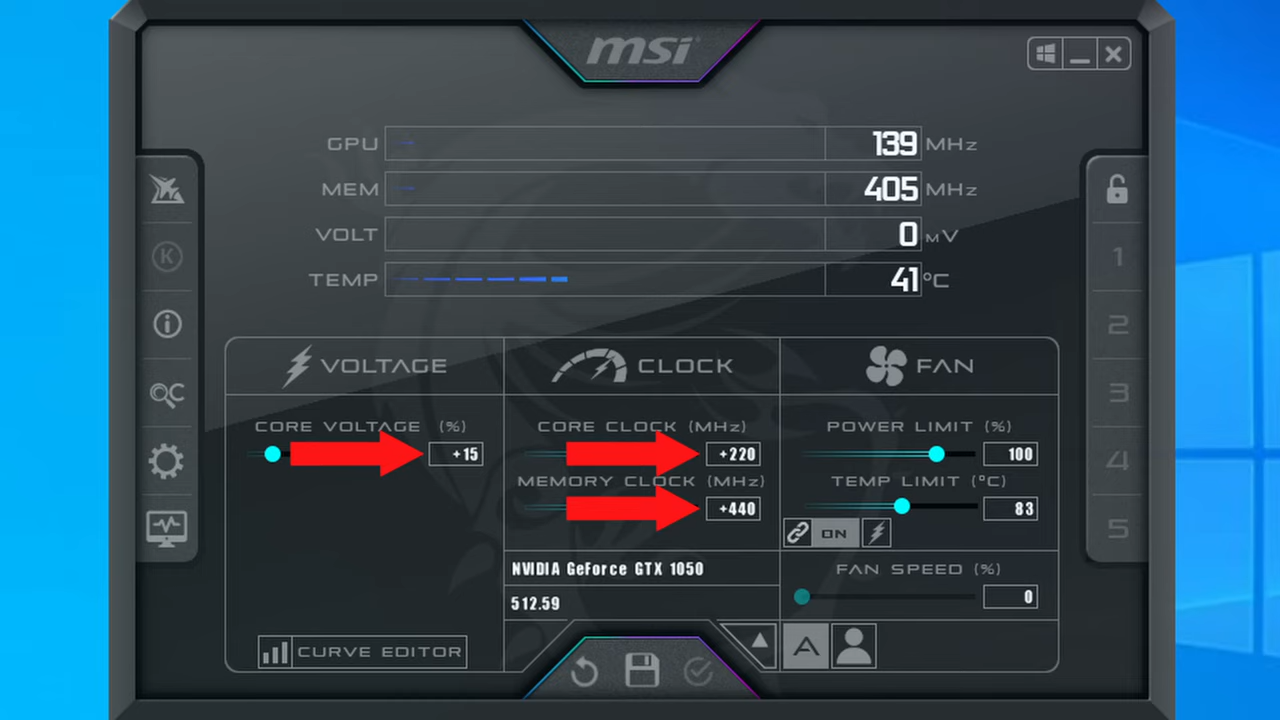 msi
GPU 139 MHz
MEM 405 MHz
VOLT 0 mV
TEMP 41 °C
K
i
C
1
2
3
4
5
VOLTAGE
CORE VOLTAGE (%)
+15
CURVE EDITOR
CLOCK
CORE CLOCK (MHz)
+220
MEMORY CLOCK (MHz)
+440
NVIDIA GeForce GTX 1050
512.59
FAN
POWER LIMIT (%)
100
TEMP LIMIT (°C)
83
ON
FAN SPEED (%)
0
A